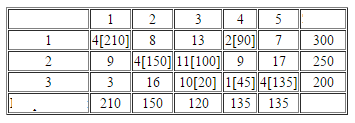 1 2 3 4 5
1 4[210] 8 13 2[90] 7 300
2 9 4[150] 11[100] 9 17 250
3 3 16 10[20] 1[45] 4[135] 200
210 150 120 135 135